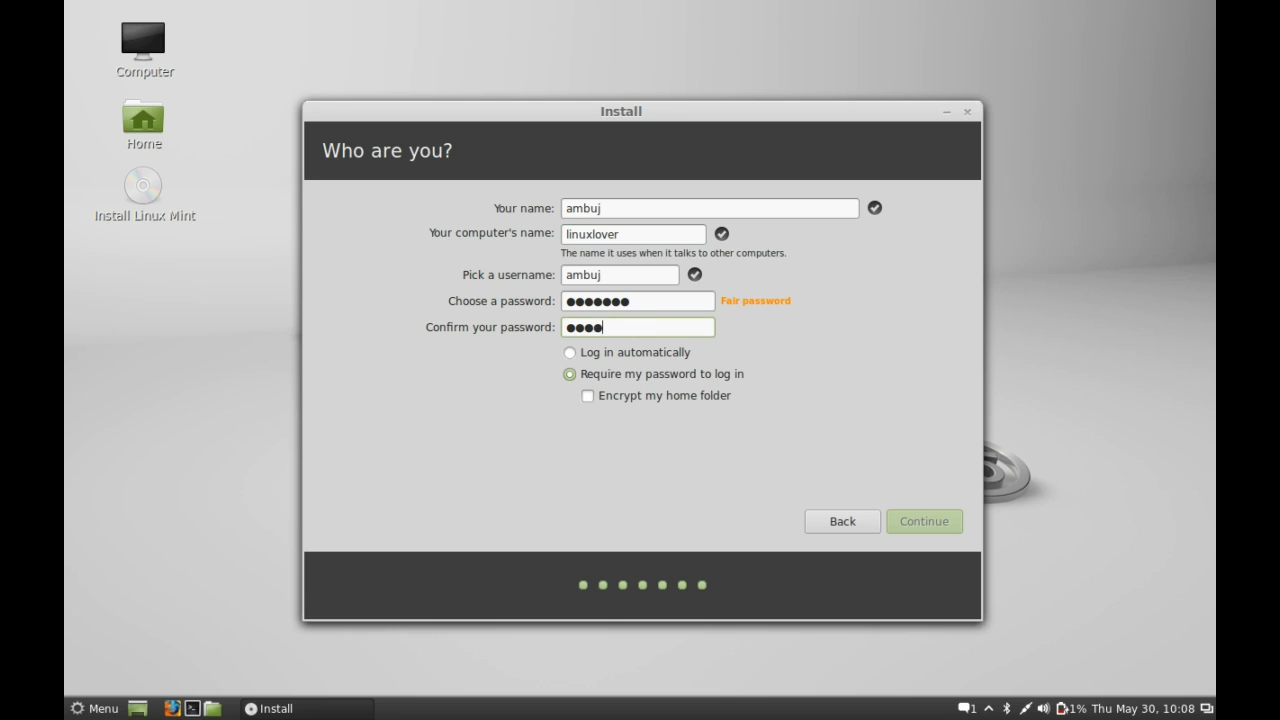 Computer
Home
Install Linux Mint
Install
Who are you?
Your name: ambuj
Your computer's name: linuxlover
The name it uses when it talks to other computers.
Pick a username: ambuj
Choose a password: ●●●●●●● Fair password
Confirm your password: ●●●●
Log in automatically
Require my password to log in
Encrypt my home folder
Back Continue
Menu Install 1 1% Thu May 30, 10:08